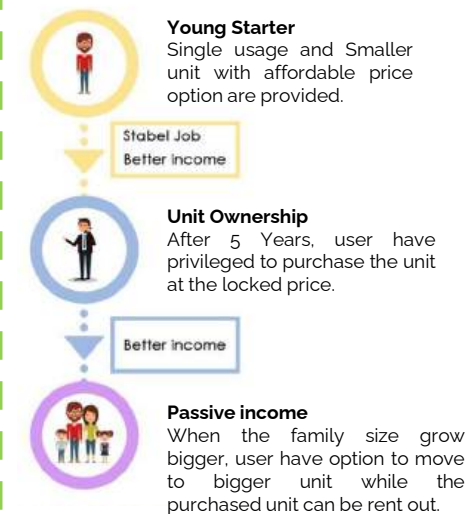 Young Starter
Single usage and Smaller
unit with affordable price
option are provided.
Stabel Job
Better income
Unit Ownership
After 5 Years, user have
privileged to purchase the unit
at the locked price.
Better income
Passive income
When the family size grow
bigger, user have option to move
to bigger unit while the
purchased unit can be rent out.